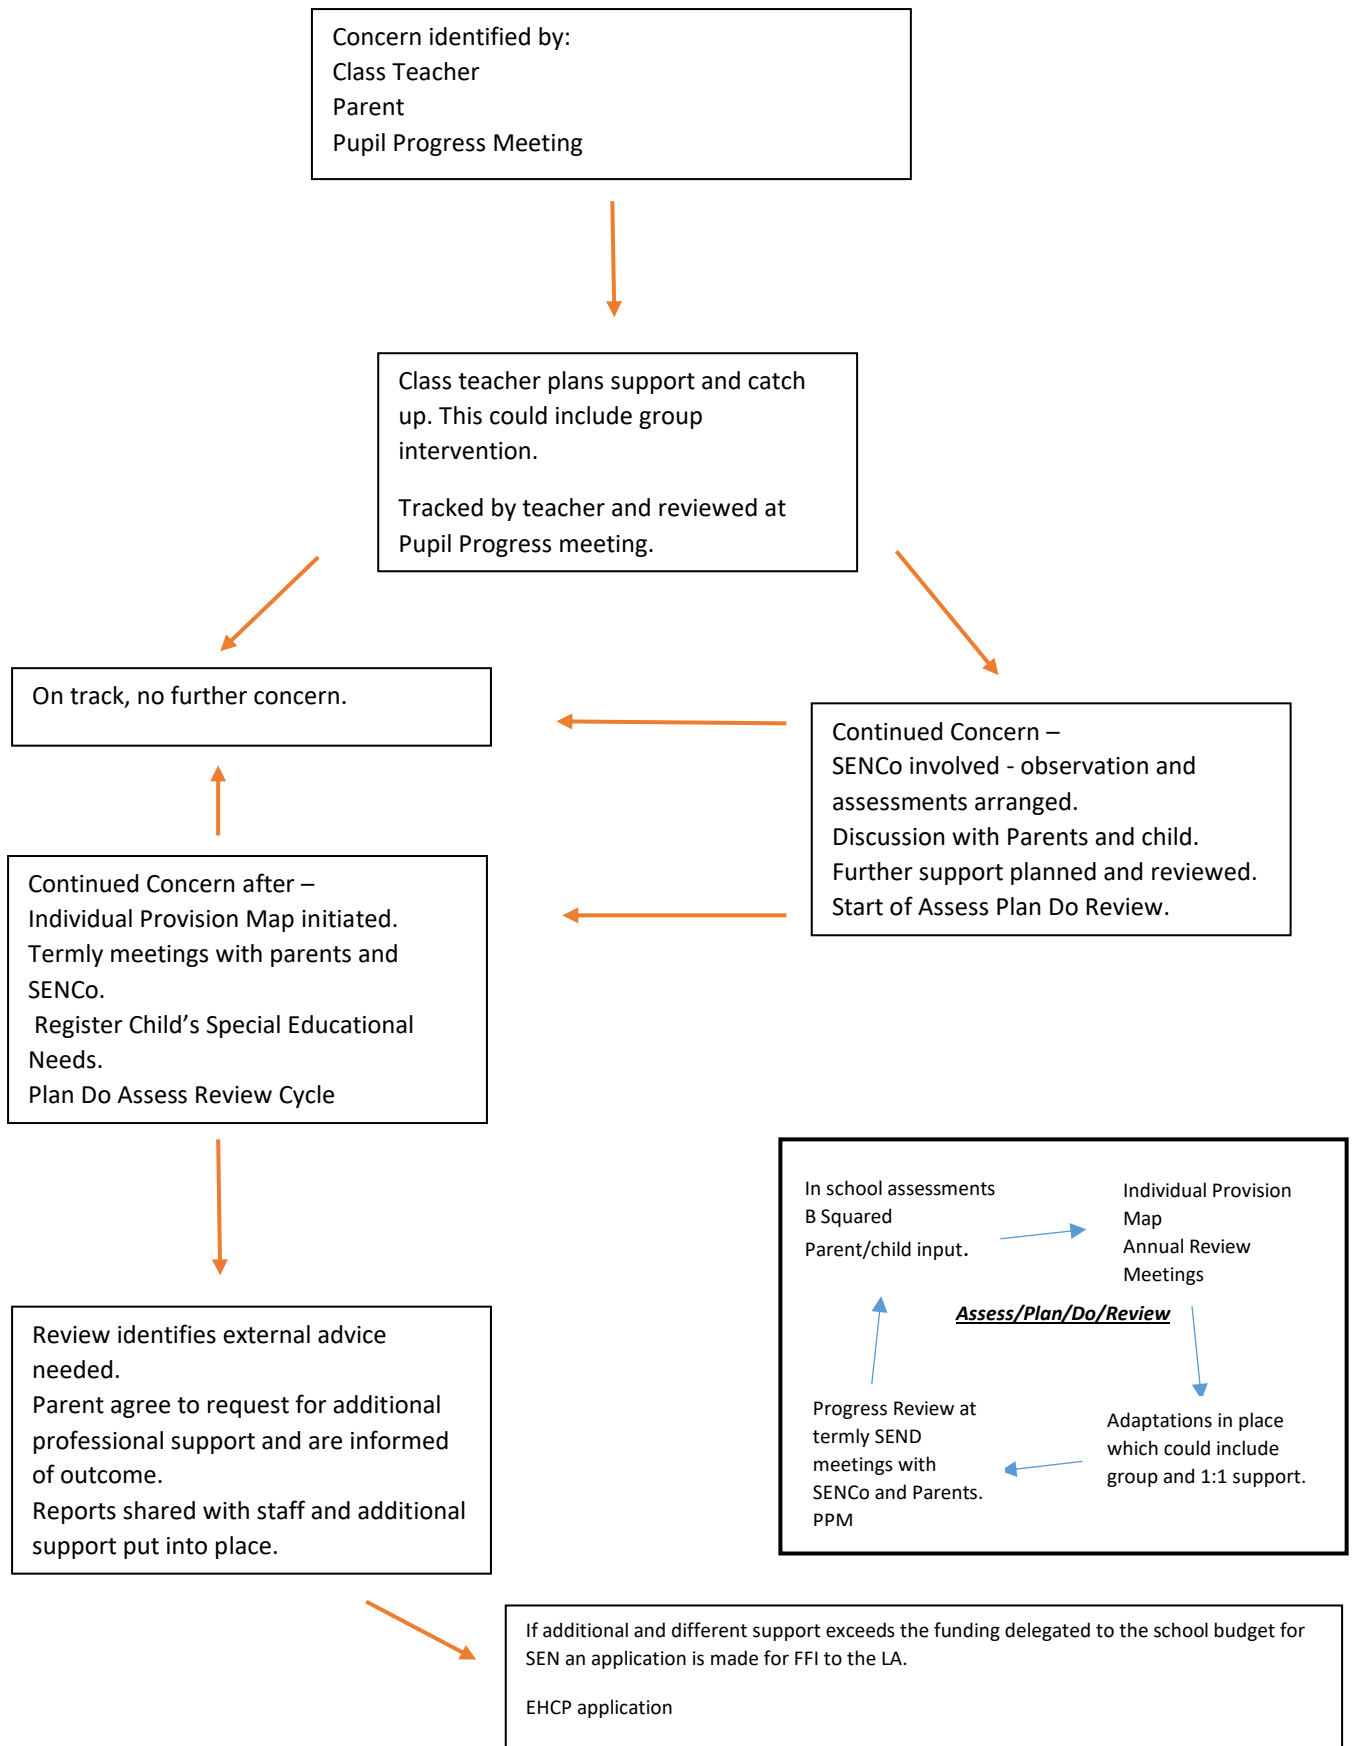 Concern identified by:
Class Teacher
Parent
Pupil Progress Meeting
Class teacher plans support and catch
up. This could include group
intervention.
Tracked by teacher and reviewed at
Pupil Progress meeting.
On track, no further concern.
Continued Concern –
SENCo involved - observation and
assessments arranged.
Discussion with Parents and child.
Further support planned and reviewed.
Start of Assess Plan Do Review.
Continued Concern after –
Individual Provision Map initiated.
Termly meetings with parents and
SENCo.
Register Child’s Special Educational
Needs.
Plan Do Assess Review Cycle
In school assessments
B Squared
Parent/child input.
Individual Provision
Map
Annual Review
Meetings
Assess/Plan/Do/Review
Progress Review at
termly SEND
meetings with
SENCo and Parents.
PPM
Adaptations in place
which could include
group and 1:1 support.
Review identifies external advice
needed.
Parent agree to request for additional
professional support and are informed
of outcome.
Reports shared with staff and additional
support put into place.
If additional and different support exceeds the funding delegated to the school budget for
SEN an application is made for FFI to the LA.
EHCP application